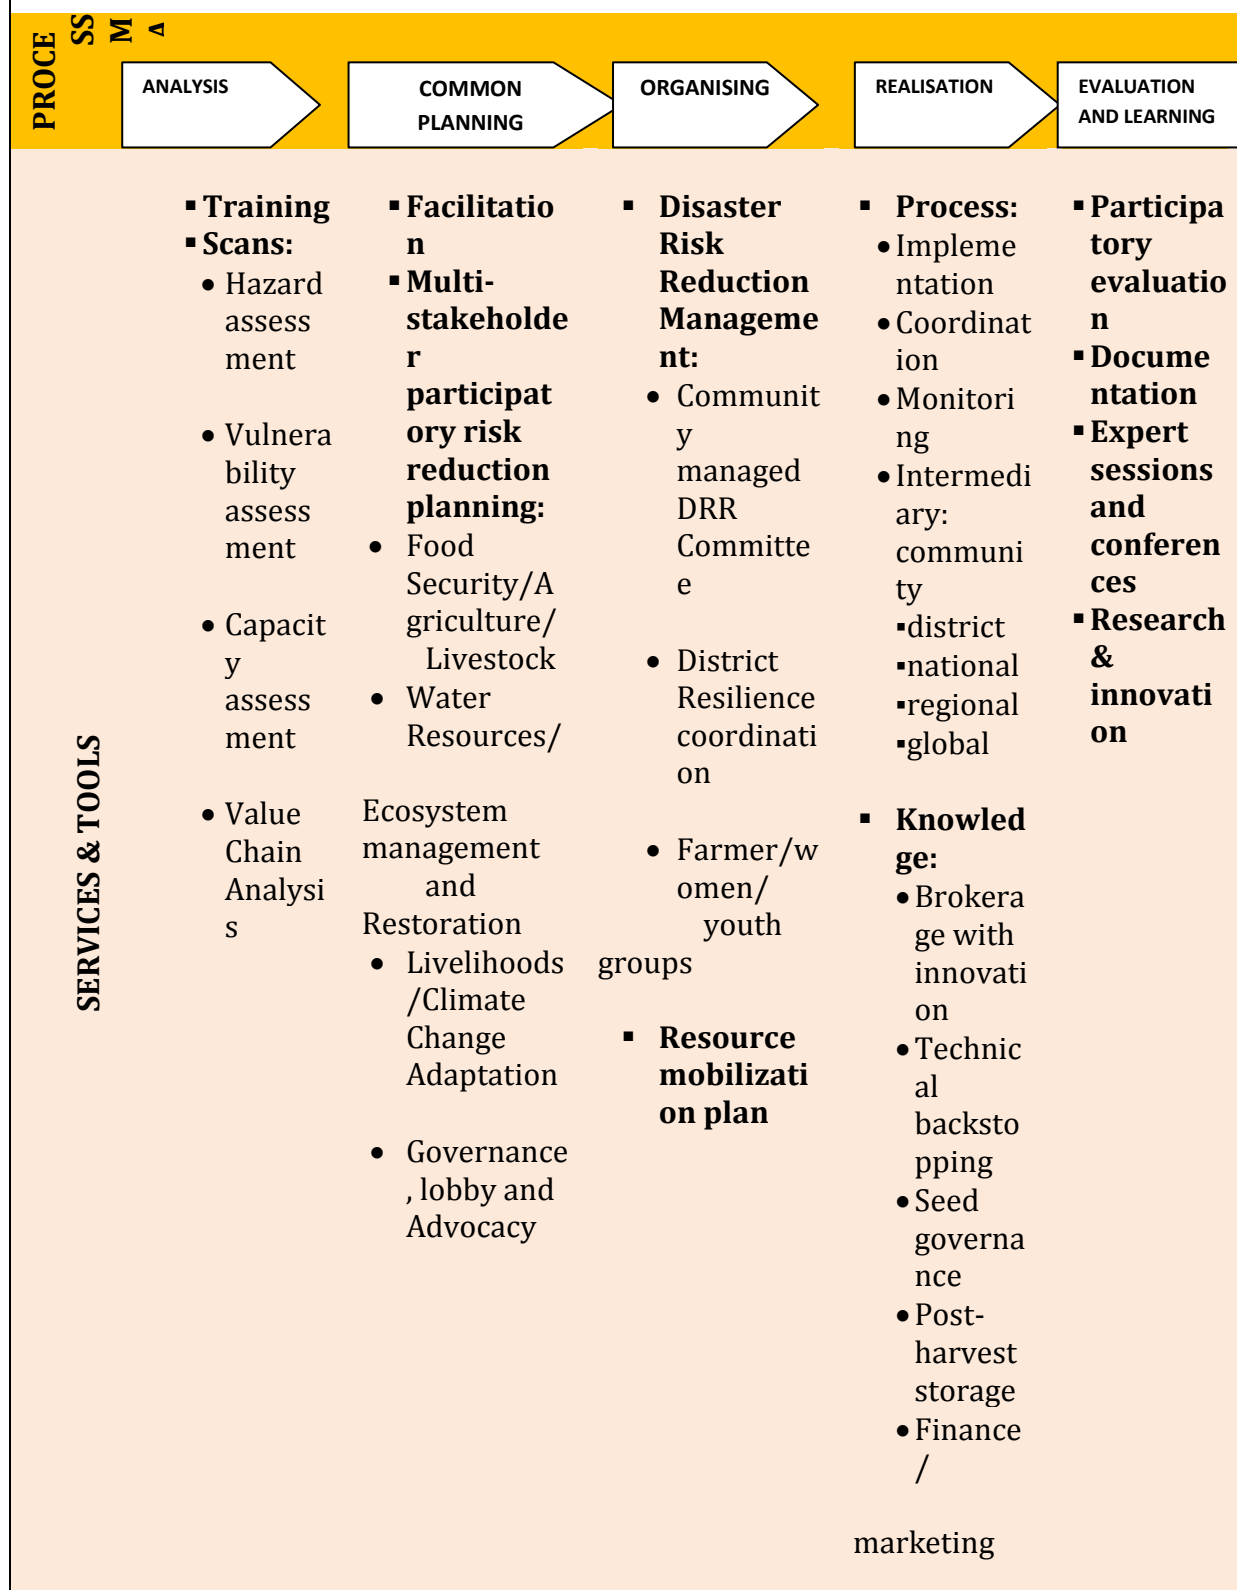 PROCE
SS
M
A
ANALYSIS
COMMON
PLANNING
ORGANISING
REALISATION
EVALUATION
AND LEARNING
SERVICES & TOOLS
▪ Training
▪ Scans:
• Hazard
assess
ment
• Vulnera
bility
assess
ment
• Capacit
y
assess
ment
• Value
Chain
Analysi
s
▪ Facilitatio
n
▪ Multi-
stakeholde
r
participat
ory risk
reduction
planning:
• Food
Security/A
griculture/
Livestock
• Water
Resources/
Ecosystem
management
and
Restoration
• Livelihoods
/Climate
Change
Adaptation
• Governance
, lobby and
Advocacy
▪ Disaster
Risk
Reduction
Manageme
nt:
• Communit
y
managed
DRR
Committe
e
• District
Resilience
coordinati
on
• Farmer/w
omen/
youth
groups
▪ Resource
mobilizati
on plan
▪ Process:
• Impleme
ntation
• Coordinat
ion
• Monitori
ng
• Intermedi
ary:
communi
ty
▪district
▪national
▪regional
▪global
▪ Knowled
ge:
• Brokera
ge with
innovati
on
• Technic
al
backsto
pping
• Seed
governa
nce
• Post-
harvest
storage
• Finance
/
marketing
▪ Participa
tory
evaluatio
n
▪ Docume
ntation
▪ Expert
sessions
and
conferen
ces
▪ Research
&
innovati
on